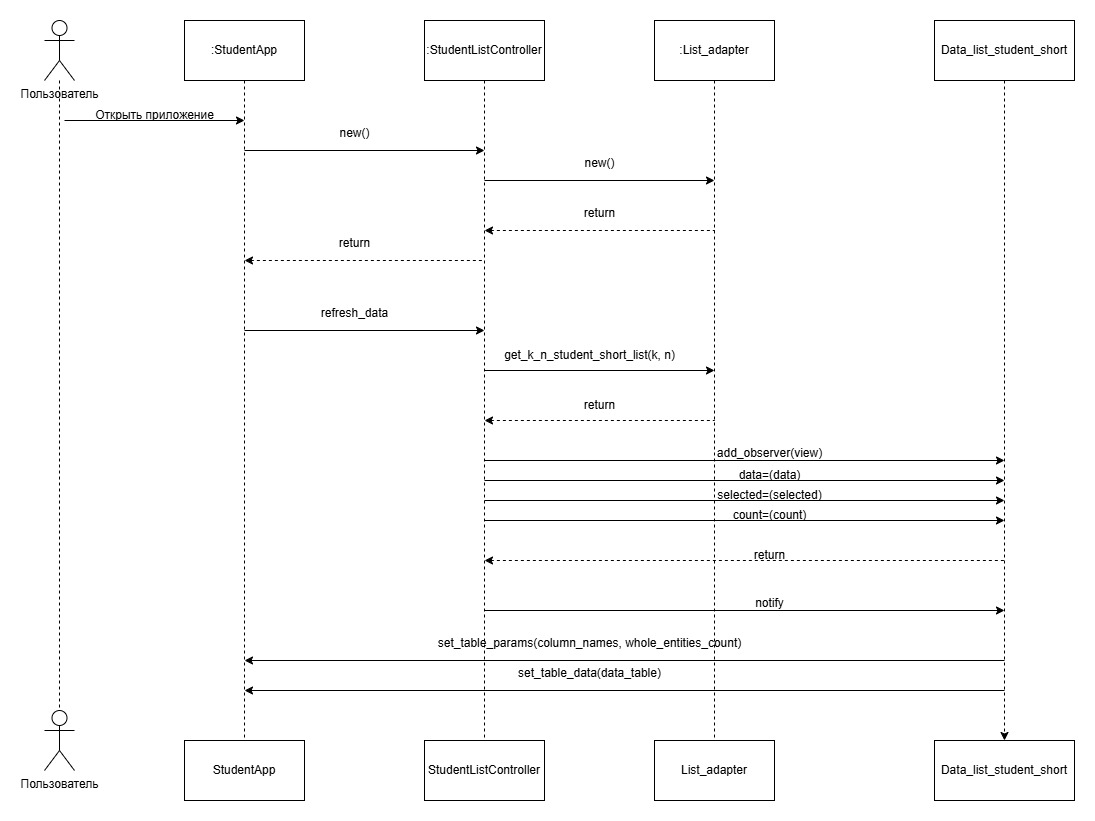 :StudentApp
:StudentListController
:List_adapter
Data_list_student_short
Пользователь
Открыть приложение
new()
new()
return
return
refresh_data
get_k_n_student_short_list(k, n)
return
add_observer(view)
data=(data)
selected=(selected)
count=(count)
return
notify
set_table_params(column_names, whole_entities_count)
set_table_data(data_table)
StudentApp
StudentListController
List_adapter
Data_list_student_short
Пользователь